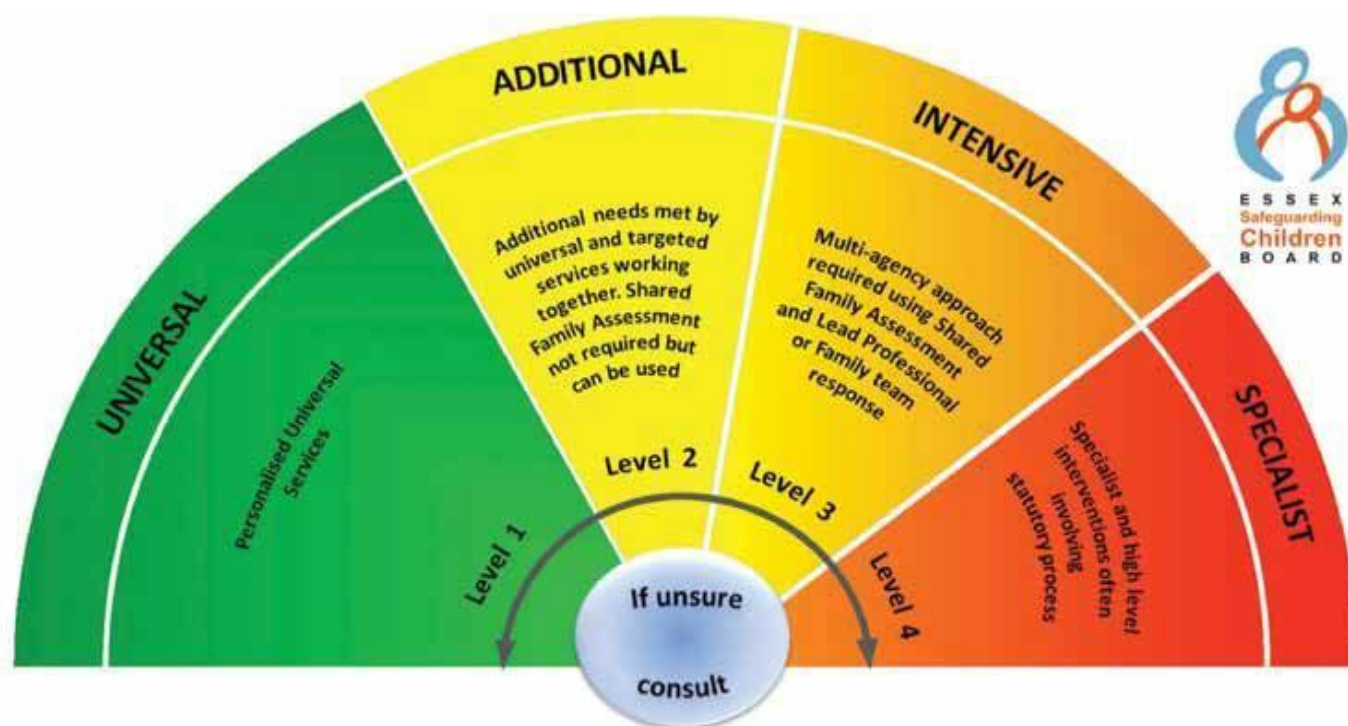 UNIVERSAL
Personalised Universal
Services
Level 1
ADDITIONAL
Additional needs met by
universal and targeted
services working
together. Shared
Family Assessment
not required but
can be used
Level 2
INTENSIVE
Multi-agency approach
required using Shared
Family Assessment
and Lead Professional
or Family team
response
Level 3
SPECIALIST
Specialist and high level
interventions often
involving
statutory process
Level 4
If unsure
consult
ESSEX
Safeguarding
Children
BOARD